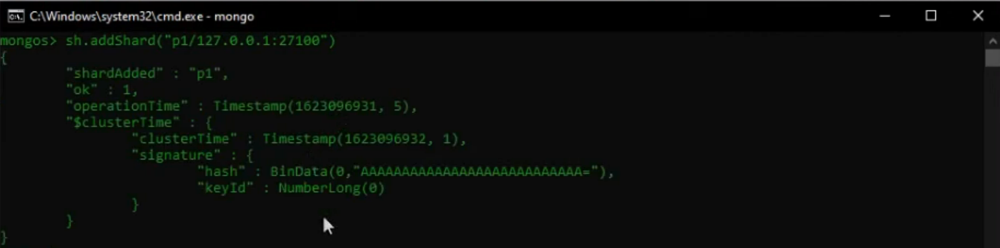 C:\Windows\system32\cmd.exe - mongo
mongos> sh.addShard("p1/127.0.0.1:27100")
{
        "shardAdded" : "p1",
        "ok" : 1,
        "operationTime" : Timestamp(1623096931, 5),
        "$clusterTime" : {
                "clusterTime" : Timestamp(1623096932, 1),
                "signature" : {
                        "hash" : BinData(0,"AAAAAAAAAAAAAAAAAAAAAAAAAAA="),
                        "keyId" : NumberLong(0)
                }
        }
}